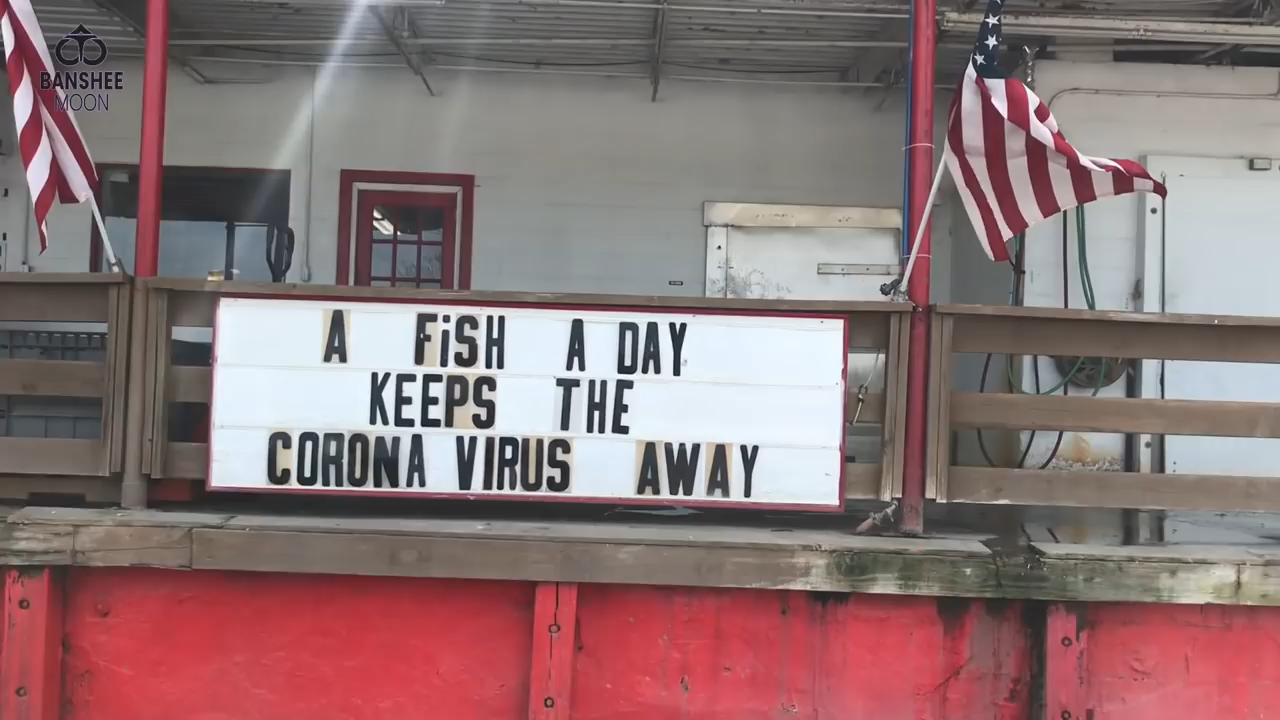 BANSHEE
MOON
A FiSH A DAY
KEEPS THE
CORONA VIRUS AWAY